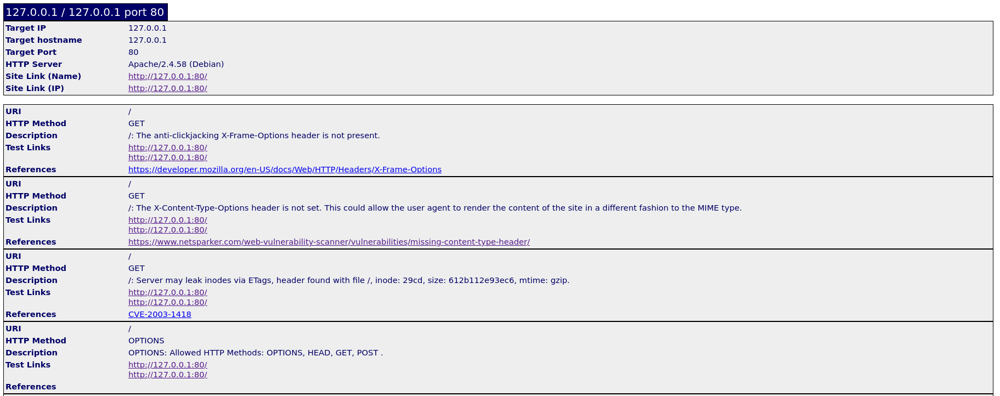 127.0.0.1 / 127.0.0.1 port 80
Target IP 127.0.0.1
Target hostname 127.0.0.1
Target Port 80
HTTP Server Apache/2.4.58 (Debian)
Site Link (Name) http://127.0.0.1:80/
Site Link (IP) http://127.0.0.1:80/
URI /
HTTP Method GET
Description /: The anti-clickjacking X-Frame-Options header is not present.
Test Links http://127.0.0.1:80/
http://127.0.0.1:80/
References https://developer.mozilla.org/en-US/docs/Web/HTTP/Headers/X-Frame-Options
URI /
HTTP Method GET
Description /: The X-Content-Type-Options header is not set. This could allow the user agent to render the content of the site in a different fashion to the MIME type.
Test Links http://127.0.0.1:80/
http://127.0.0.1:80/
References https://www.netsparker.com/web-vulnerability-scanner/vulnerabilities/missing-content-type-header/
URI /
HTTP Method GET
Description /: Server may leak inodes via ETags, header found with file /, inode: 29cd, size: 612b112e93ec6, mtime: gzip.
Test Links http://127.0.0.1:80/
http://127.0.0.1:80/
References CVE-2003-1418
URI /
HTTP Method OPTIONS
Description OPTIONS: Allowed HTTP Methods: OPTIONS, HEAD, GET, POST .
Test Links http://127.0.0.1:80/
http://127.0.0.1:80/
References